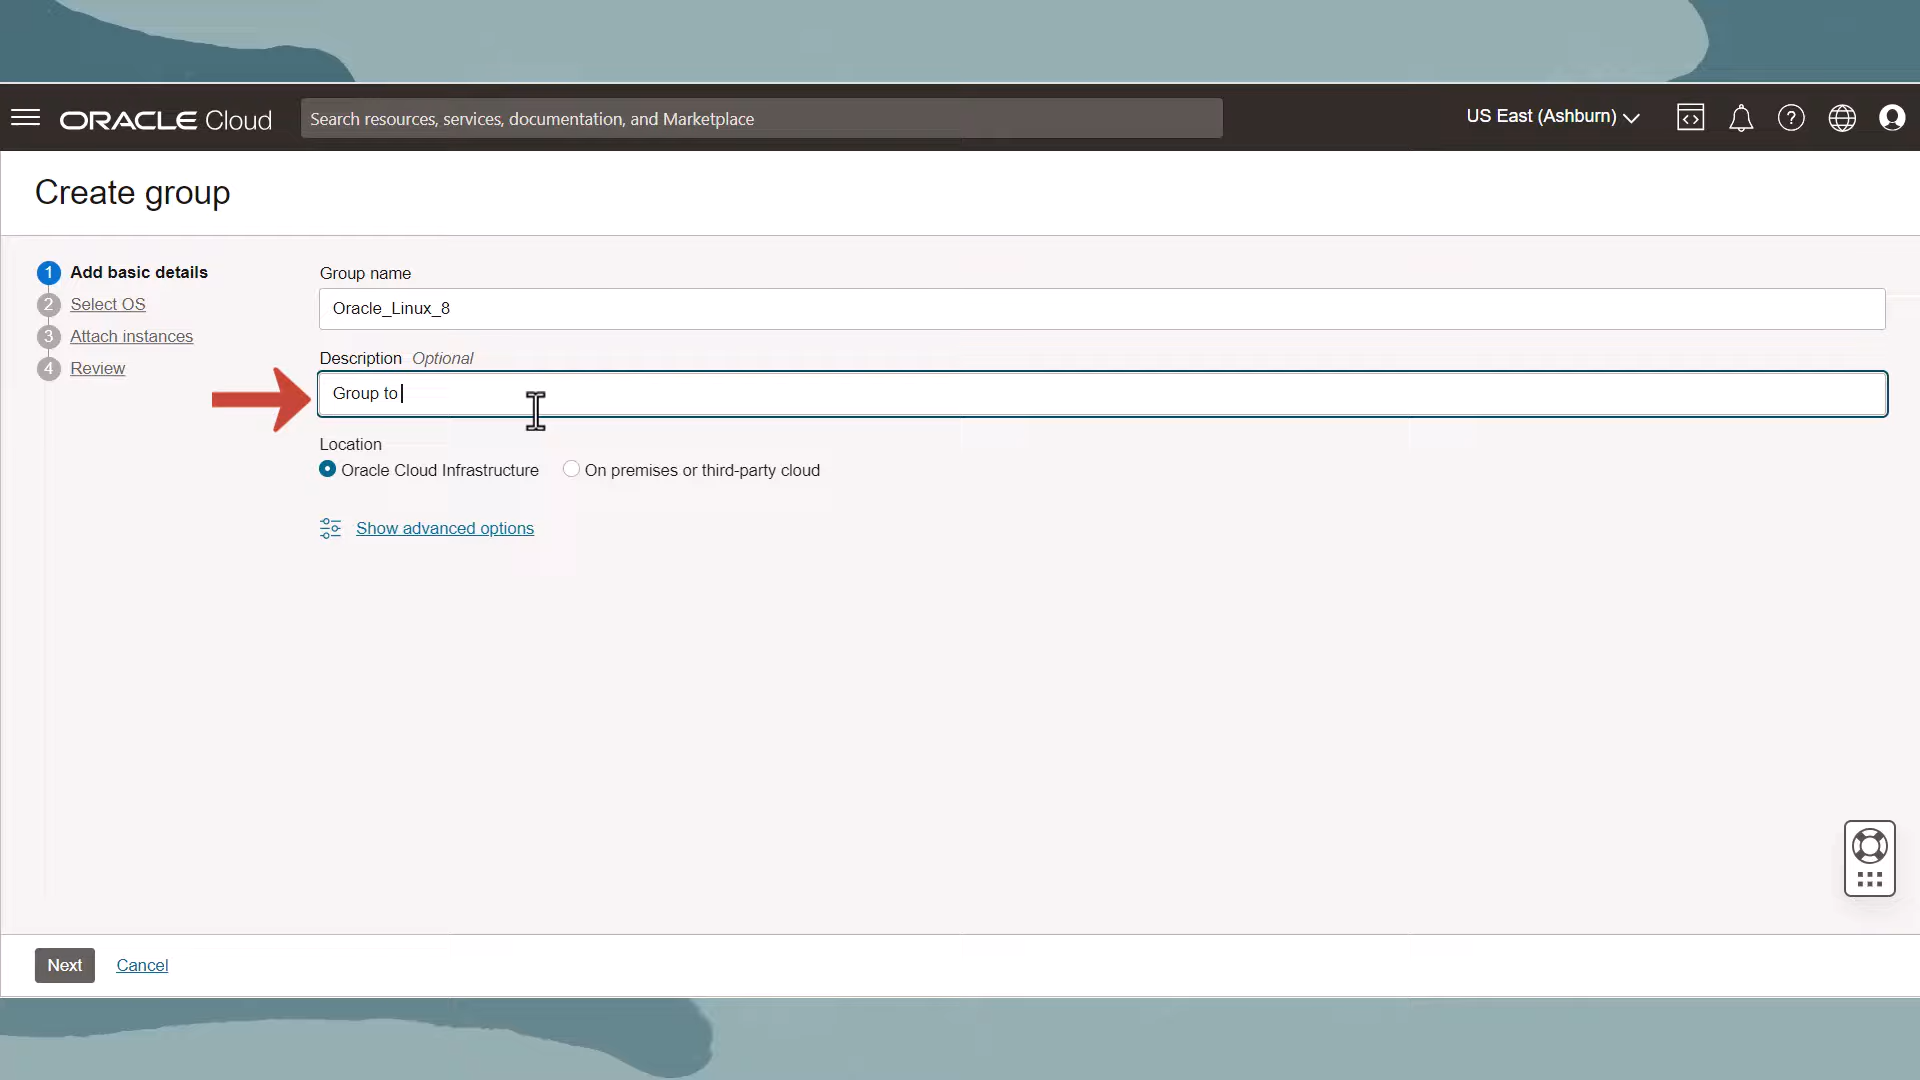 ORACLE Cloud
Search resources, services, documentation, and Marketplace
US East (Ashburn)
Create group
1 Add basic details
2 Select OS
3 Attach instances
4 Review
Group name
Oracle_Linux_8
Description Optional
Group to
Location
Oracle Cloud Infrastructure
On premises or third-party cloud
Show advanced options
Next
Cancel